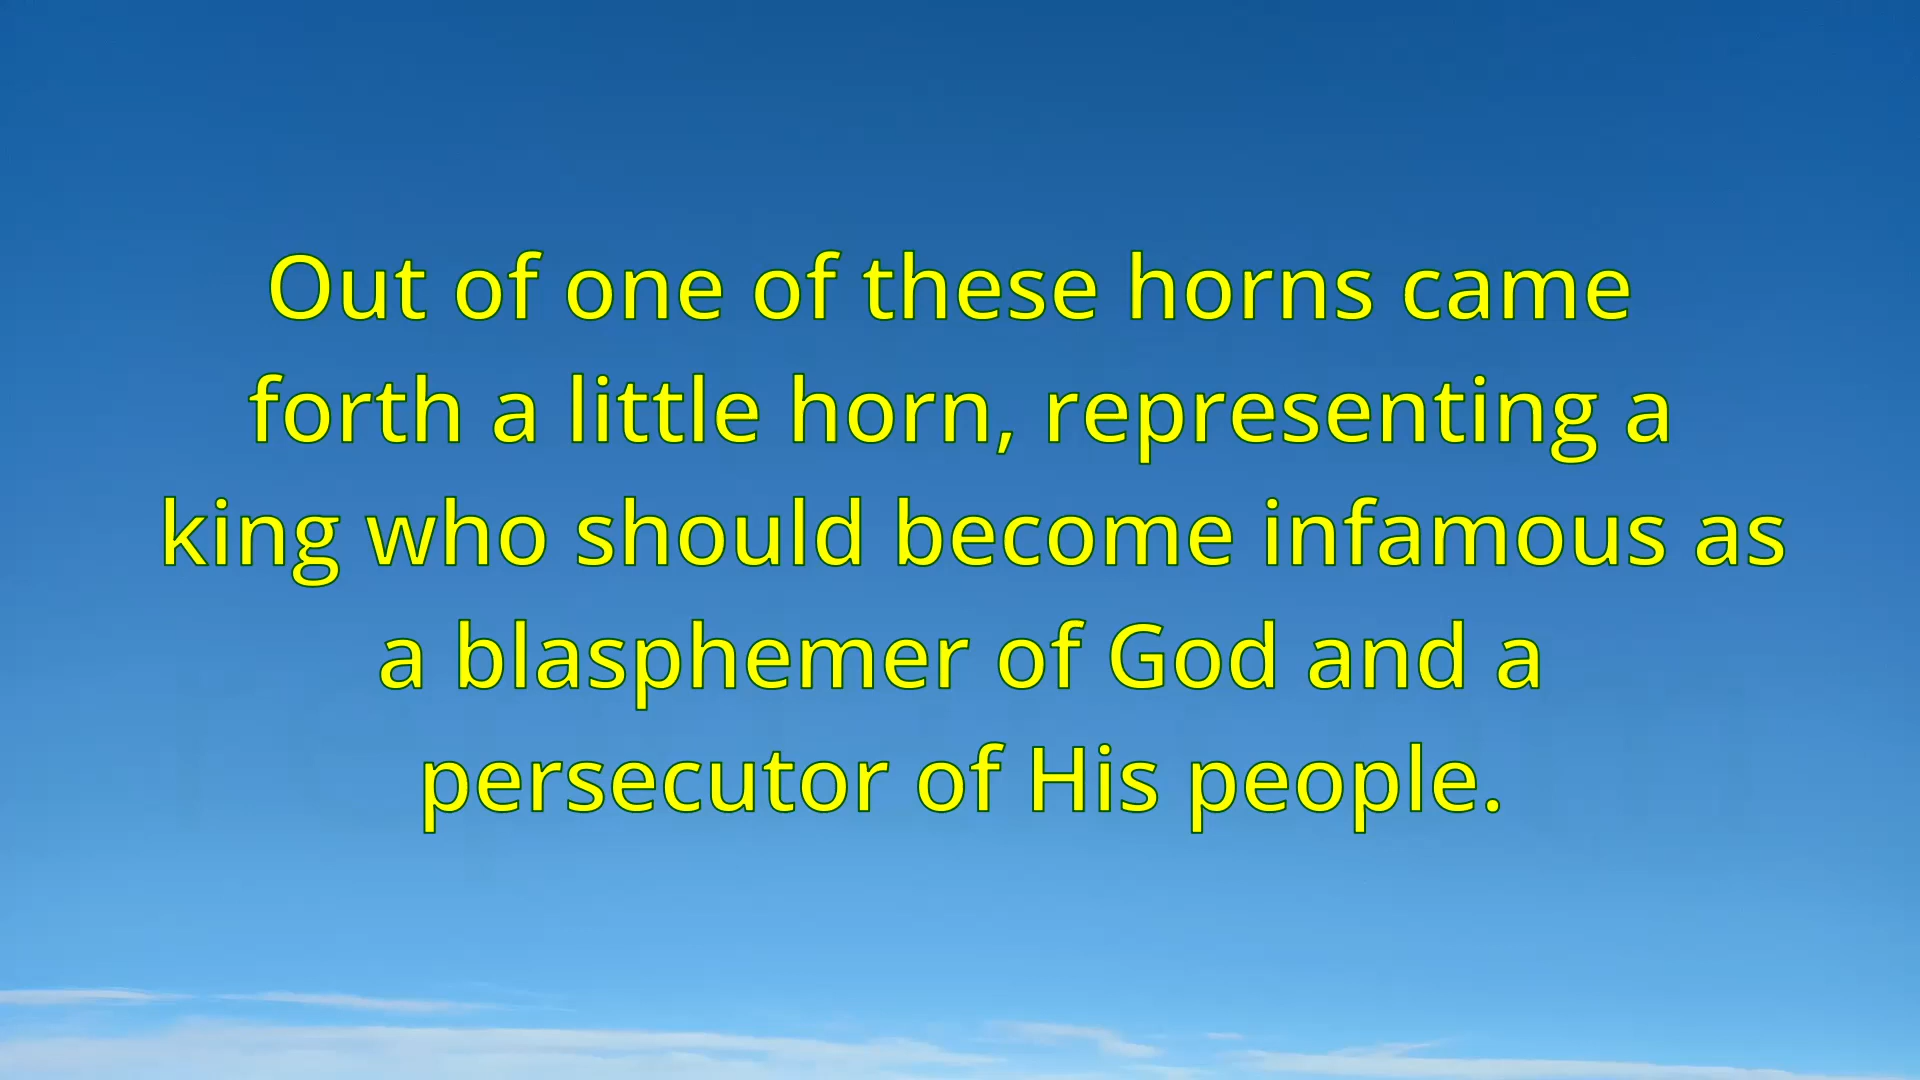 Out of one of these horns came
forth a little horn, representing a
king who should become infamous as
a blasphemer of God and a
persecutor of His people.